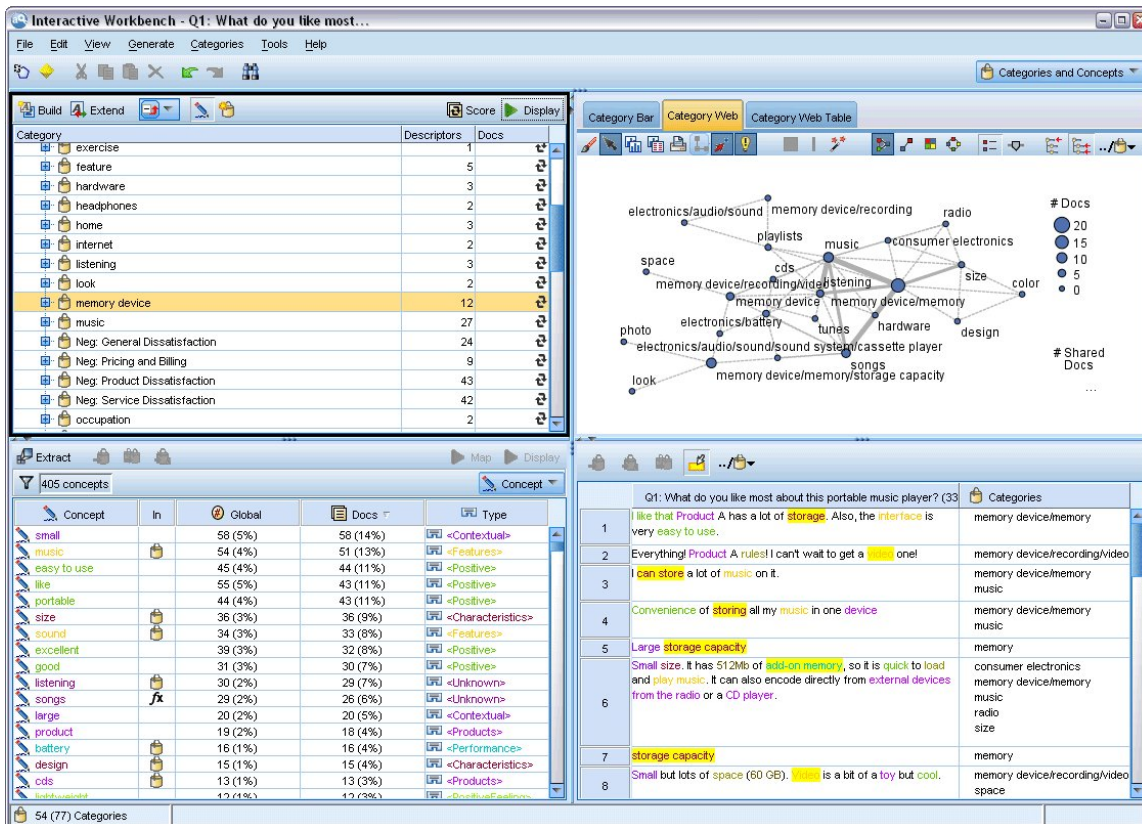 Interactive Workbench - Q1: What do you like most...
File Edit View Generate Categories Tools Help
Categories and Concepts
Build Extend Score Display
Category Descriptors Docs
exercise 1
feature 5
hardware 3
headphones 2
home 3
internet 2
listening 3
look 2
memory device 12
music 27
Neg: General Dissatisfaction 24
Neg: Pricing and Billing 9
Neg: Product Dissatisfaction 43
Neg: Service Dissatisfaction 42
occupation 2
Category Bar Category Web Category Web Table
../
electronics/audio/sound memory device/recording radio
playlists music consumer electronics
space cds size
memory device/recording/video listening color
memory device memory device/memory
electronics/battery tunes hardware design
photo
electronics/audio/sound/sound system/cassette player
songs
look memory device/memory/storage capacity
# Docs
20
15
10
5
0
# Shared
Docs
...
Extract Map Display
405 concepts Concept
Concept In Global Docs Type
small 58 (5%) 58 (14%) <Contextual>
music 54 (4%) 51 (13%) <Features>
easy to use 45 (4%) 44 (11%) <Positive>
like 55 (5%) 43 (11%) <Positive>
portable 44 (4%) 43 (11%) <Positive>
size 36 (3%) 36 (9%) <Characteristics>
sound 34 (3%) 33 (8%) <Features>
excellent 39 (3%) 32 (8%) <Positive>
good 31 (3%) 30 (7%) <Positive>
listening 30 (2%) 29 (7%) <Unknown>
songs fx 29 (2%) 26 (6%) <Unknown>
large 20 (2%) 20 (5%) <Contextual>
product 19 (2%) 18 (4%) <Products>
battery 16 (1%) 16 (4%) <Performance>
design 15 (1%) 15 (4%) <Characteristics>
cds 13 (1%) 13 (3%) <Products>
lightweight 12 (1%) 12 (3%) <PositiveFeeling>
../
Q1: What do you like most about this portable music player? (33 Categories
1 I like that Product A has a lot of storage. Also, the interface is memory device/memory
very easy to use.
2 Everything! Product A rules! I can't wait to get a video one! memory device/recording/video
3 I can store a lot of music on it. memory device/memory
music
4 Convenience of storing all my music in one device memory device/memory
music
5 Large storage capacity memory
6 Small size. It has 512Mb of add-on memory, so it is quick to load consumer electronics
and play music. It can also encode directly from external devices memory device/memory
from the radio or a CD player. music
radio
size
7 storage capacity memory
8 Small but lots of space (60 GB). Video is a bit of a toy but cool. memory device/recording/video
space
54 (77) Categories